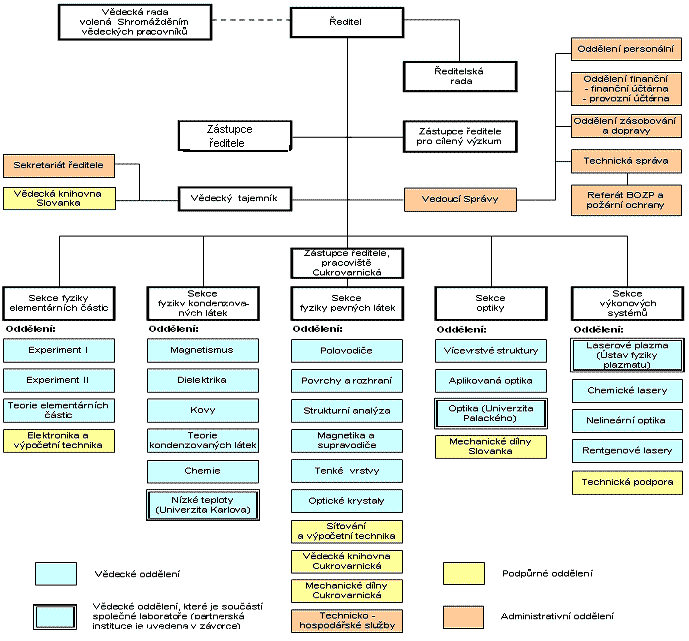 Vědecká rada
volená Shromážděním
vědeckých pracovníků
Ředitel
Ředitelská
rada
Oddělení personální
Oddělení finanční
- finanční účtárna
- provozní účtárna
Zástupce
ředitele
Zástupce ředitele
pro cílený výzkum
Oddělení zásobování
a dopravy
Sekretariát ředitele
Technická správa
Vědecká knihovna
Slovanka
Vědecký tajemník
Vedoucí Správy
Referát BOZP a
požární ochrany
Zástupce ředitele,
pracoviště
Cukrovarnická
Sekce fyziky
elementárních částic
Sekce
fyziky kondenzova-
ných látek
Sekce
fyziky pevných látek
Sekce
optiky
Sekce
výkonových
systémů
Oddělení:
Experiment I
Experiment II
Teorie elementárních
částic
Elektronika a
výpočetní technika
Oddělení:
Magnetismus
Dielektrika
Kovy
Teorie
kondenzovaných látek
Chemie
Nízké teploty
(Univerzita Karlova)
Oddělení:
Polovodiče
Povrchy a rozhraní
Strukturní analýza
Magnetika a
supravodiče
Tenké vrstvy
Optické krystaly
Síťování
a výpočetní technika
Vědecká knihovna
Cukrovarnická
Mechanické dílny
Cukrovarnická
Technicko -
hospodářské služby
Oddělení:
Vícevrstvé struktury
Aplikovaná optika
Optika (Univerzita
Palackého)
Mechanické dílny
Slovanka
Oddělení:
Laserové plazma
(Ústav fyziky
plazmatu)
Chemické lasery
Nelineární optika
Rentgenové lasery
Technická podpora
Vědecké oddělení
Vědecké oddělení, které je součástí
společné laboratoře (partnerská
instituce je uvedena v závorce)
Podpůrné oddělení
Administrativní oddělení